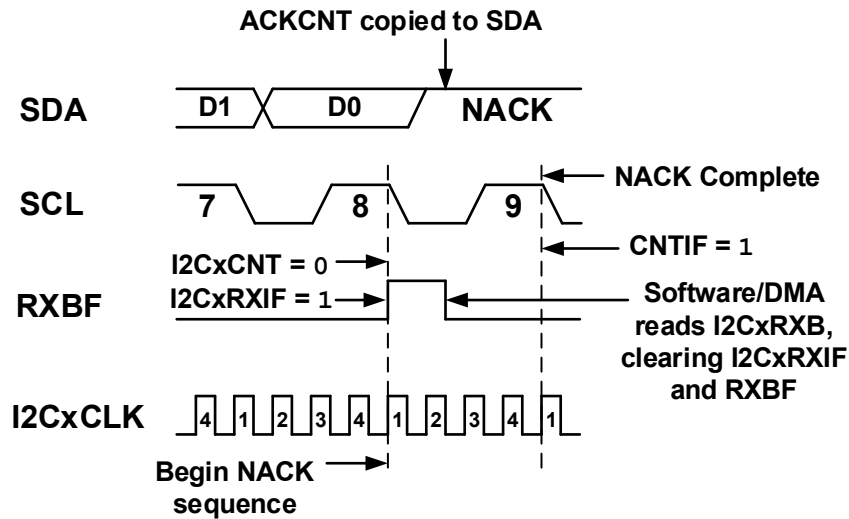 ACKCNT copied to SDA
SDA
D1
D0
NACK
SCL
7
8
9
NACK Complete
I2CxCNT = 0
CNTIF = 1
RXBF
I2CxRXIF = 1
Software/DMA
reads I2CxRXB,
clearing I2CxRXIF
and RXBF
I2CxCLK
4 1 2 3 4 1 2 3 4 1
Begin NACK
sequence